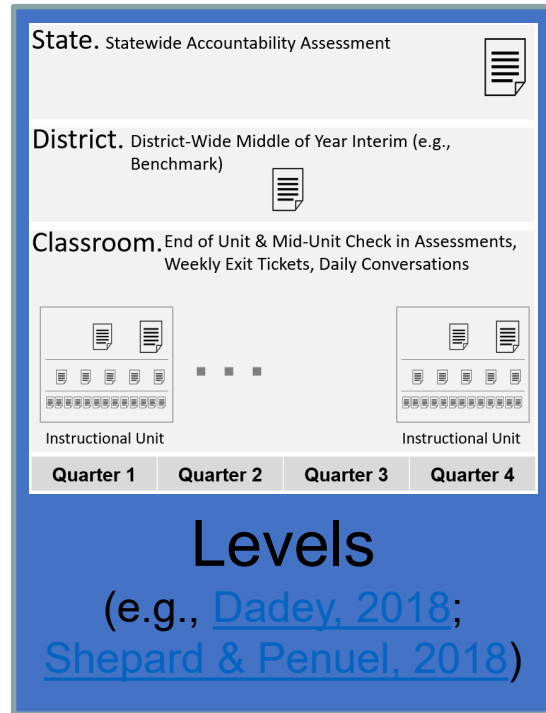 State. Statewide Accountability Assessment
District. District-Wide Middle of Year Interim (e.g.,
Benchmark)
Classroom. End of Unit & Mid-Unit Check in Assessments,
Weekly Exit Tickets, Daily Conversations
Instructional Unit
Instructional Unit
Quarter 1
Quarter 2
Quarter 3
Quarter 4
Levels
(e.g., Dadey, 2018;
Shepard & Penuel, 2018)